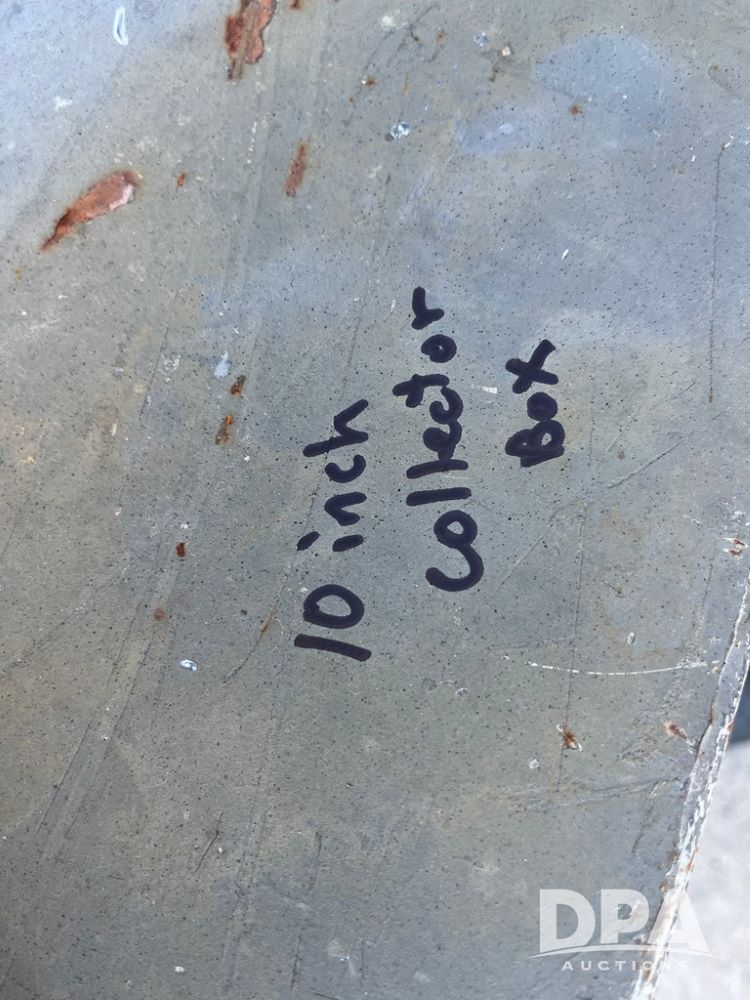 10 inch
collector
Box
DPA
AUCTIONS